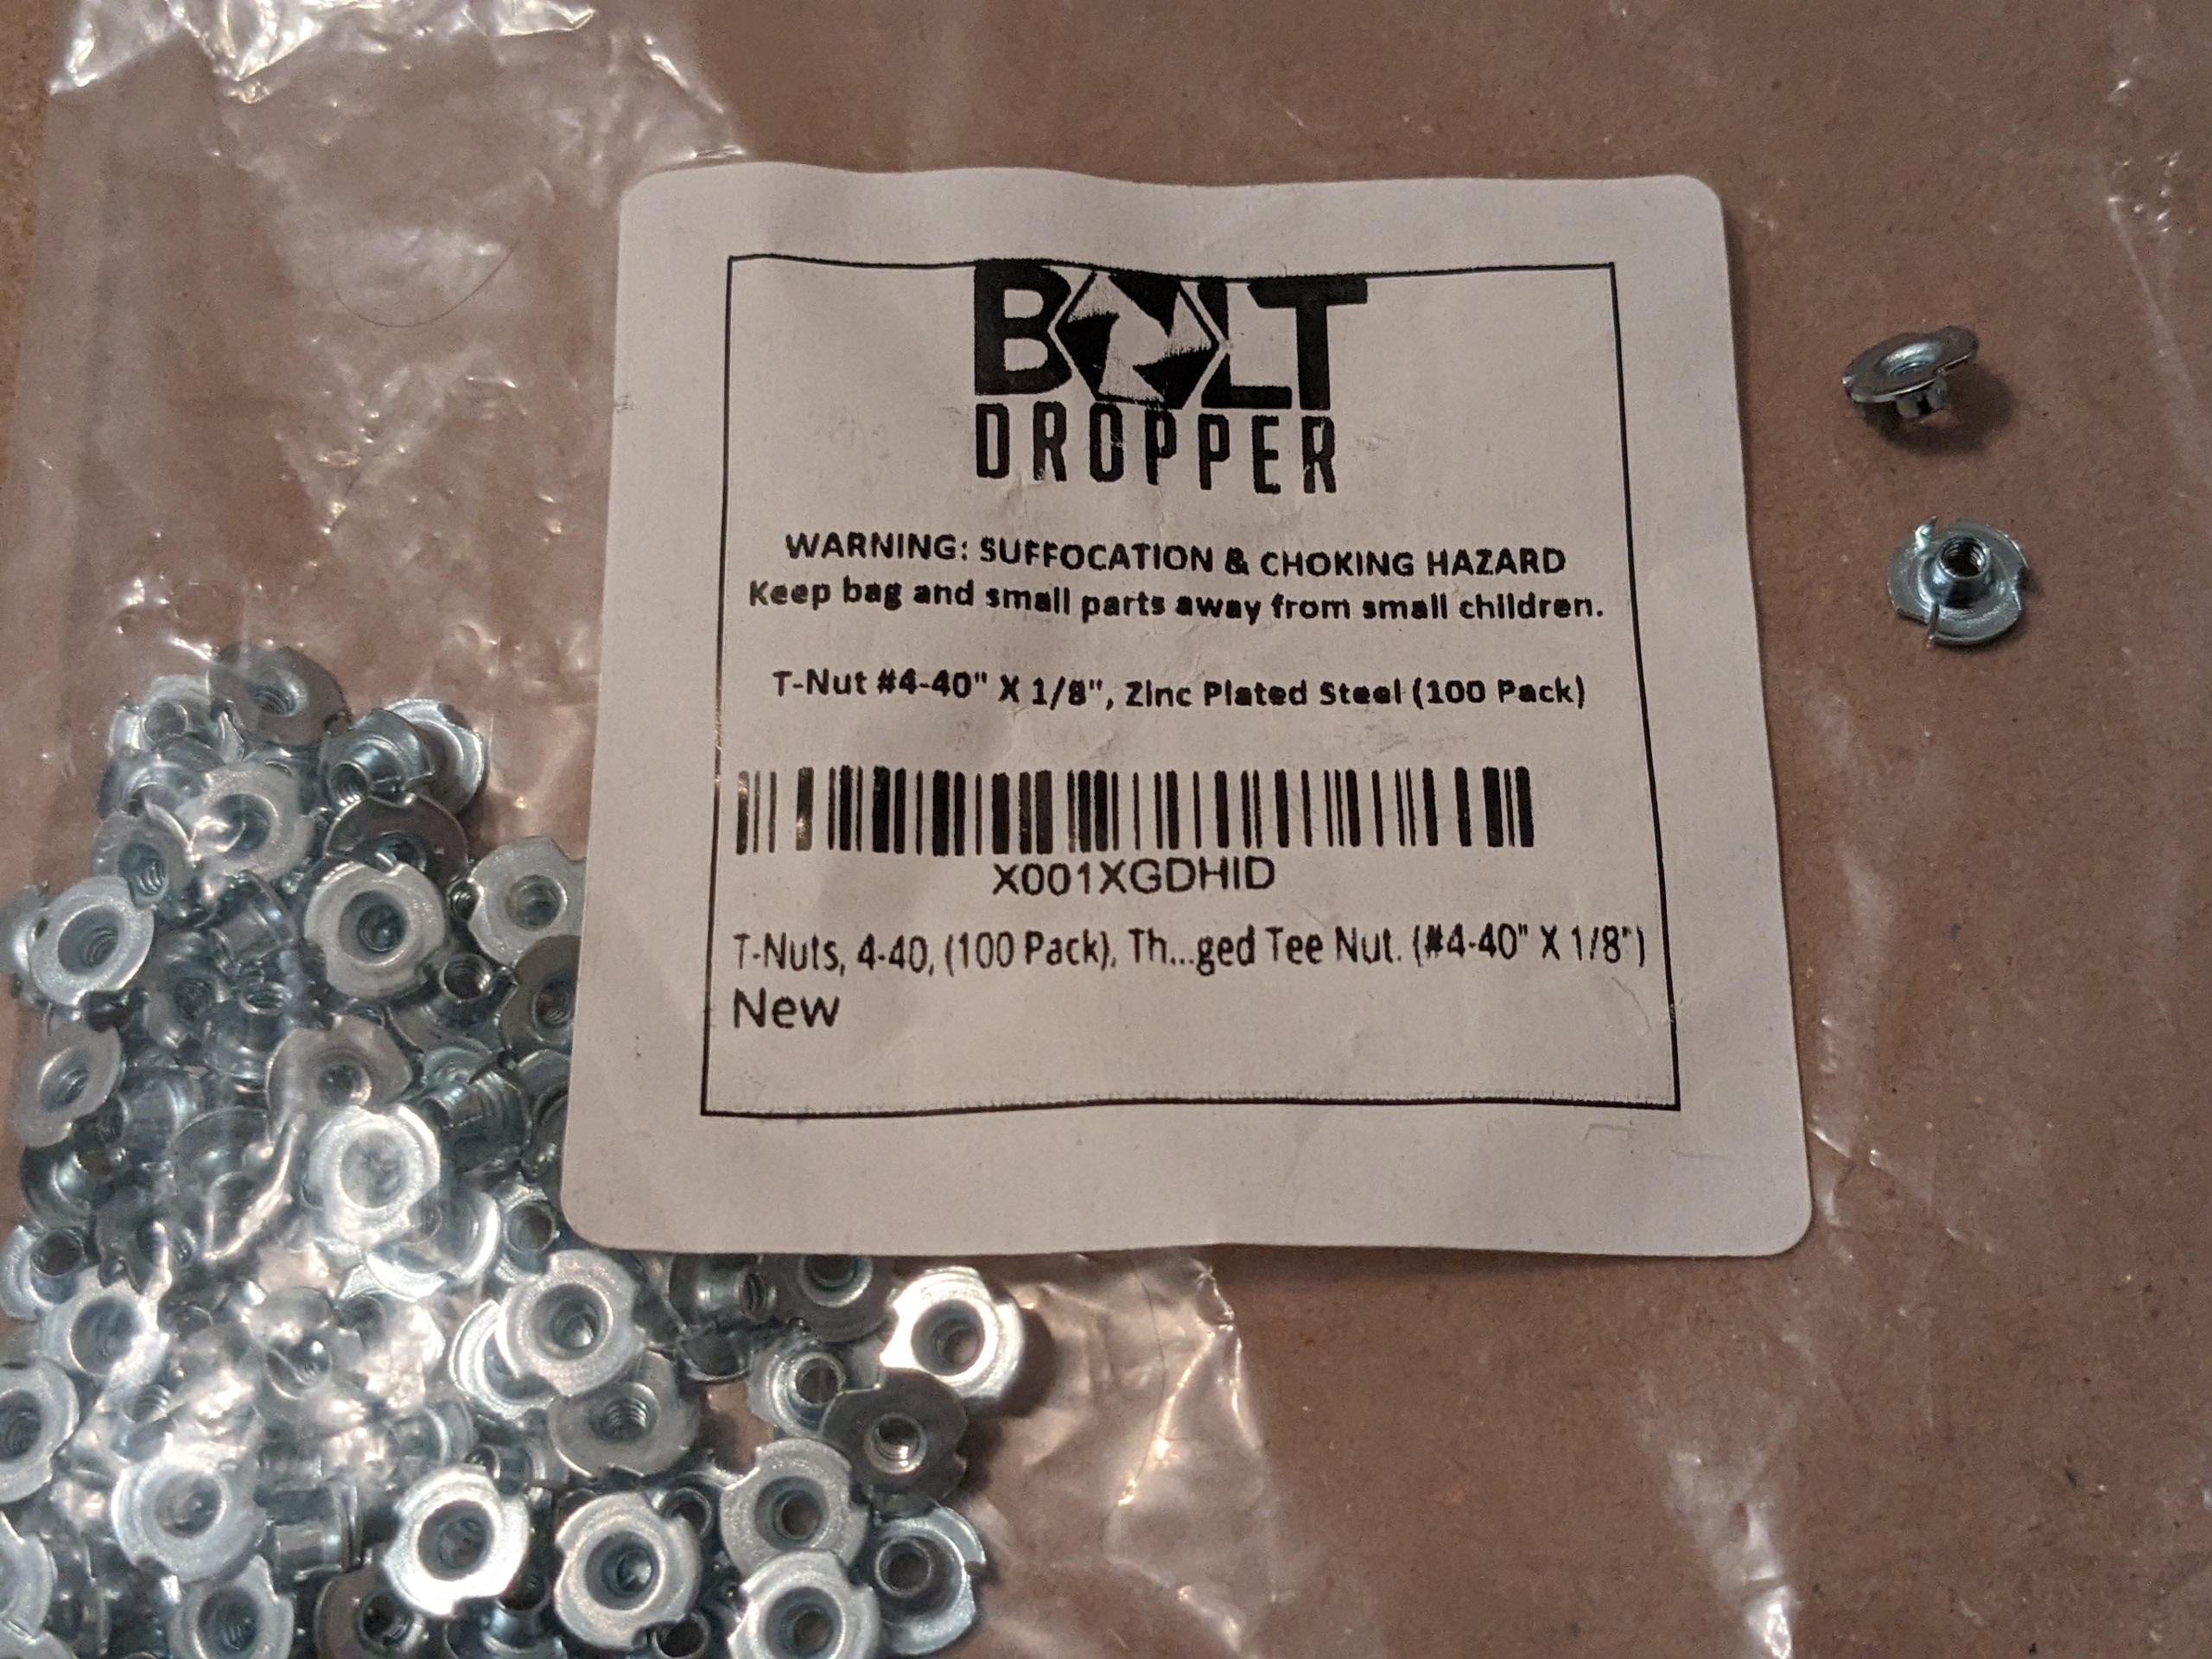 BOLT
DROPPER
WARNING: SUFFOCATION & CHOKING HAZARD
Keep bag and small parts away from small children.
T-Nut #4-40" X 1/8", Zinc Plated Steel (100 Pack)
X001XGDHID
T-Nuts, 4-40, (100 Pack), Th...ged Tee Nut. (#4-40" X 1/8")
New